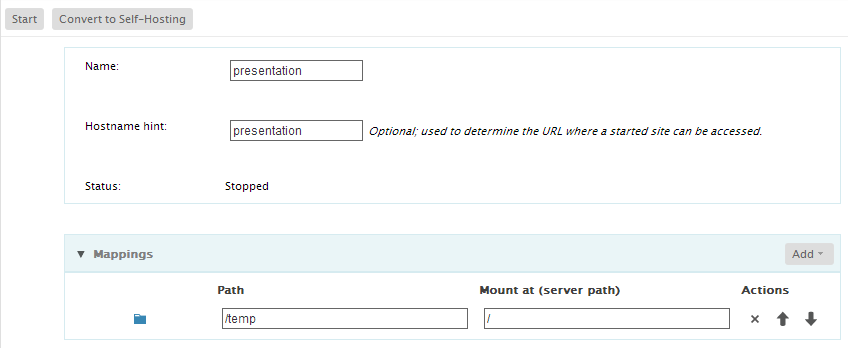 Start Convert to Self-Hosting
Name: presentation
Hostname hint: presentation Optional; used to determine the URL where a started site can be accessed.
Status: Stopped
Mappings Add
Path Mount at (server path) Actions
/temp /